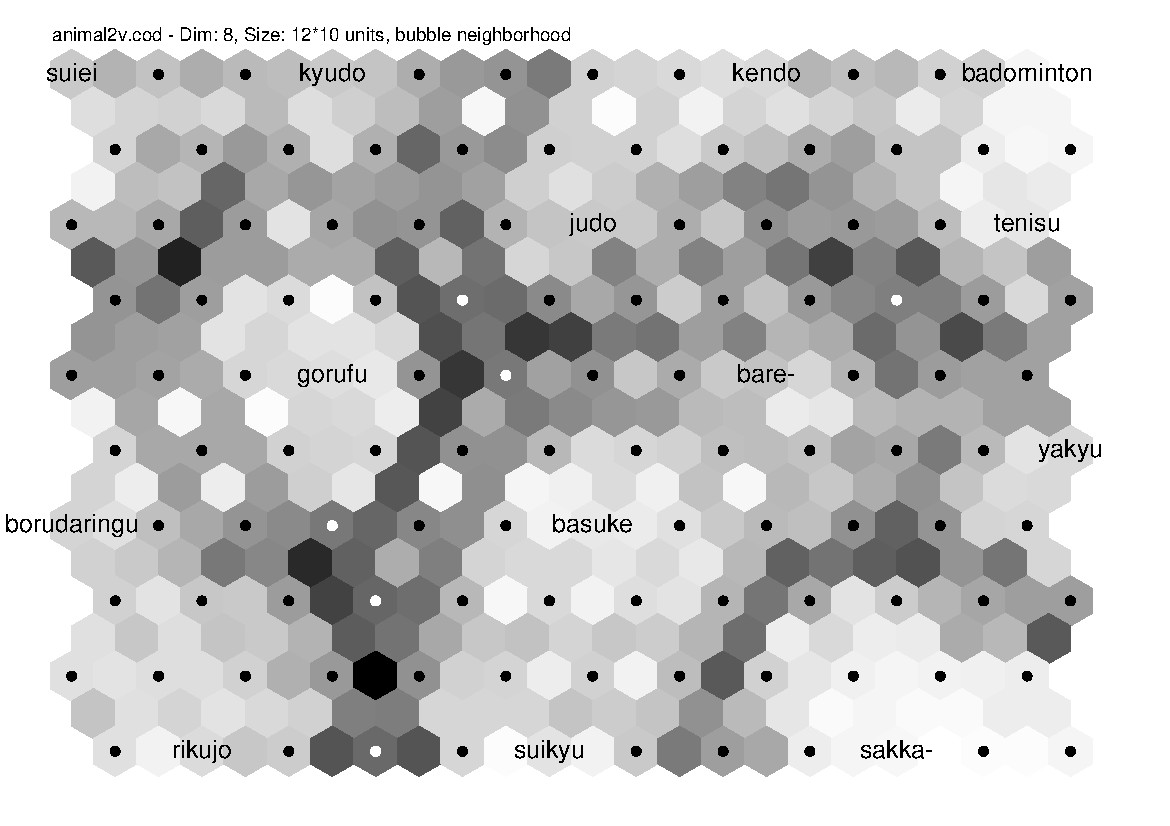 animal2v.cod - Dim: 8, Size: 12*10 units, bubble neighborhood
suiei kyudo kendo badominton
judo tenisu
gorufu bare-
yakyu
borudaringu basuke
rikujo suikyu sakka-